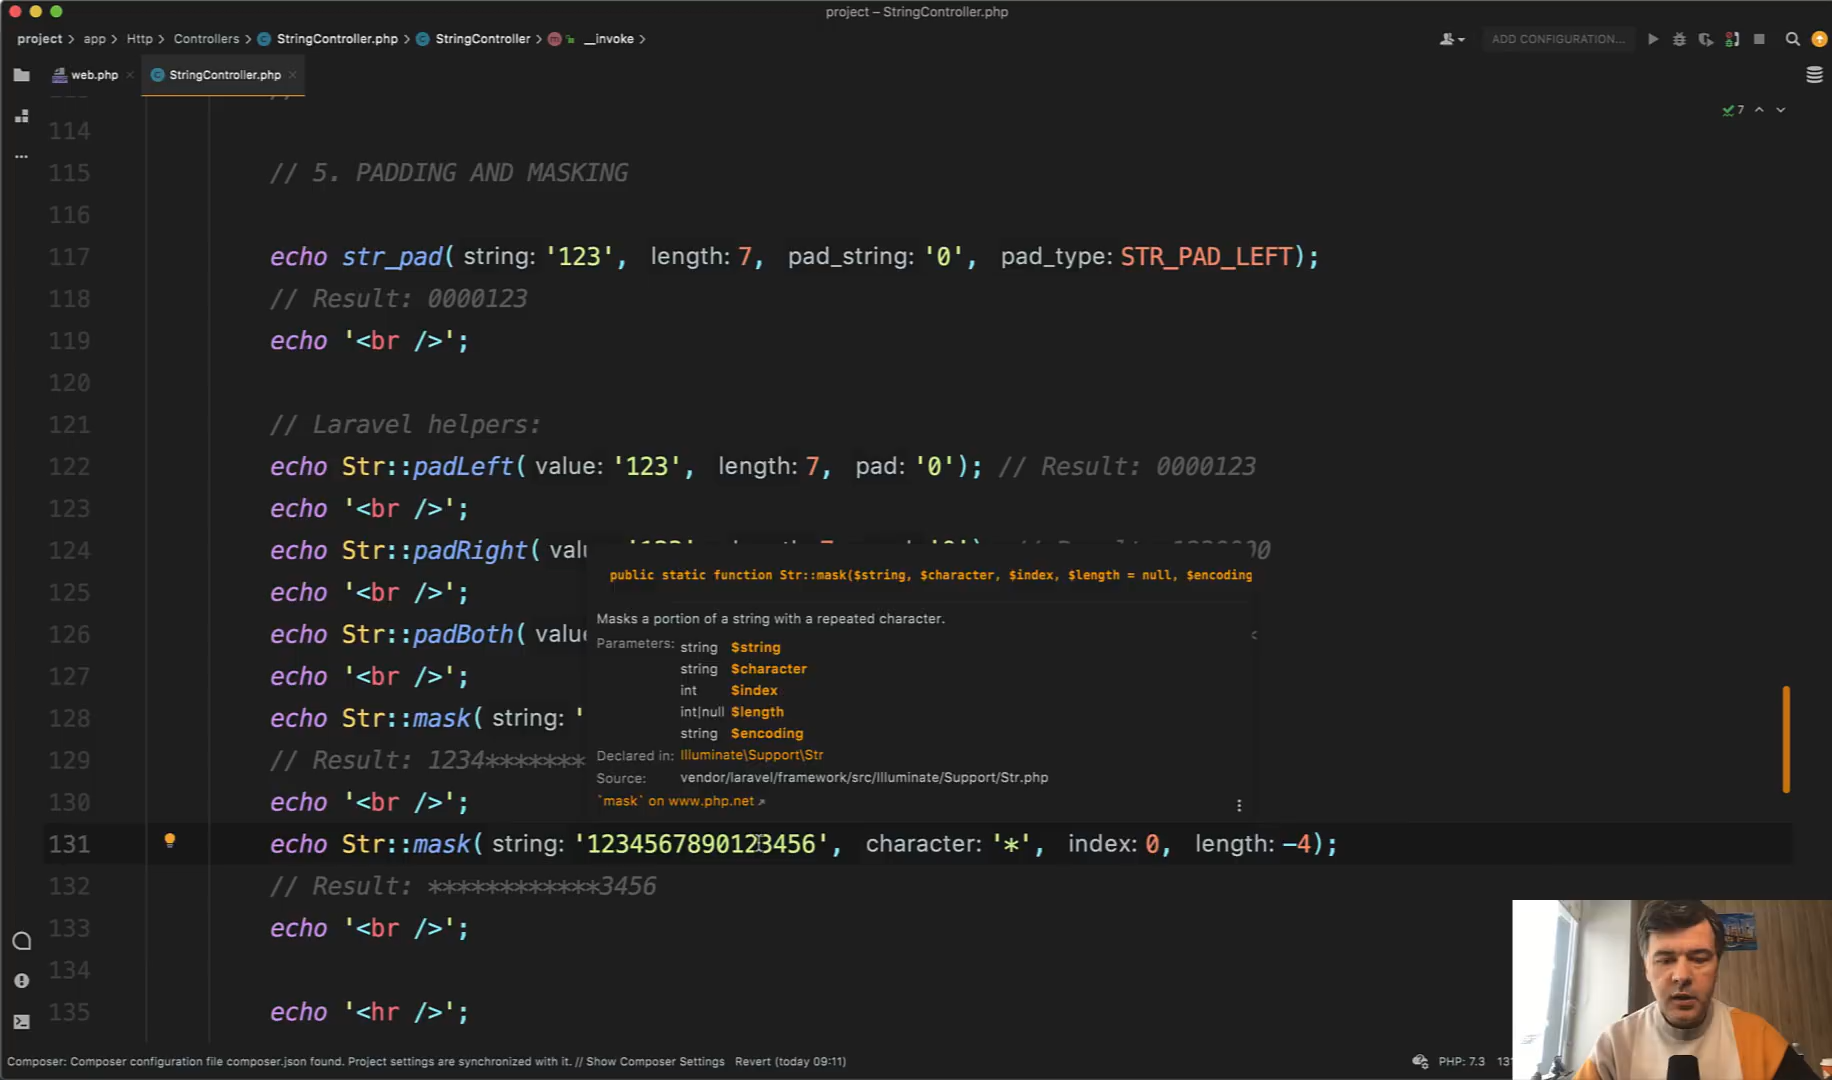 project – StringController.php
project > app > Http > Controllers > StringController.php > StringController > __invoke >
ADD CONFIGURATION...
web.php
StringController.php
7
114
115 // 5. PADDING AND MASKING
116
117 echo str_pad( string: '123', length: 7, pad_string: '0', pad_type: STR_PAD_LEFT);
118 // Result: 0000123
119 echo '<br />';
120
121 // Laravel helpers:
122 echo Str::padLeft( value: '123', length: 7, pad: '0'); // Result: 0000123
123 echo '<br />';
124 echo Str::padRight(
public static function Str::mask($string, $character, $index, $length = null, $encoding
125 echo '<br />';
Masks a portion of a string with a repeated character.
126 echo Str::padBoth(
Parameters: string $string
string $character
127 echo '<br />';
int $index
128 echo Str::mask( string: '
int|null $length
string $encoding
129 // Result: 1234*******
Declared in: Illuminate\Support\Str
Source: vendor/laravel/framework/src/Illuminate/Support/Str.php
130 echo '<br />';
`mask` on www.php.net
131 echo Str::mask( string: '1234567890123456', character: '*', index: 0, length: -4);
132 // Result: ************3456
133 echo '<br />';
134
135 echo '<hr />';
Composer: Composer configuration file composer.json found. Project settings are synchronized with it. // Show Composer Settings Revert (today 09:11)
PHP: 7.3